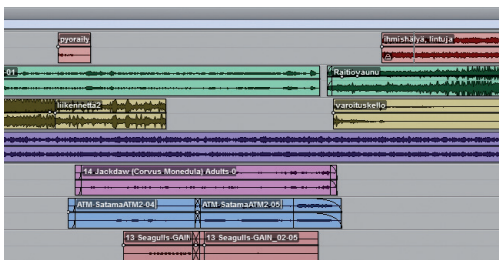 pyoraily
ihmishälyä, lintuja
-01
Raitiovaunu
liikennetta2
varoituskello
14 Jackdaw (Corvus Monedula) Adults-0
ATM-SatamaATM2-04
ATM-SatamaATM2-05
13 Seagulls-GAIN
13 Seagulls-GAIN_02-05